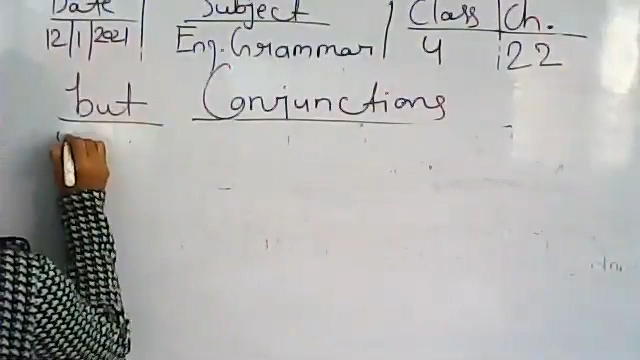 Date Subject Class Ch.
12/1/2021 Eng. Grammar 4 22
but Conjunctions